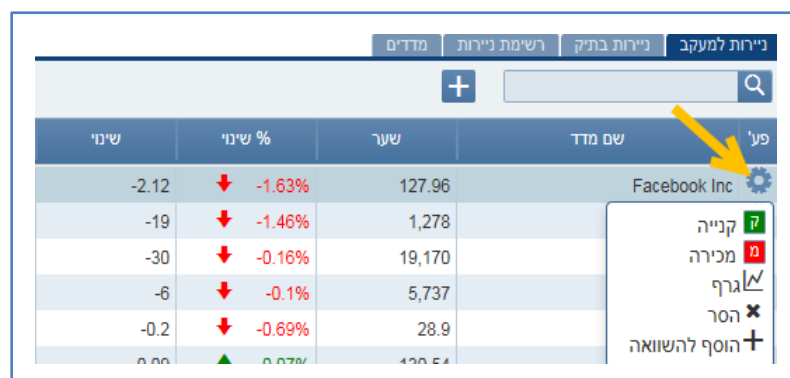 ניירות למעקב ניירות בתיק רשימת ניירות מדדים
פע' שם מדד שער % שינוי שינוי
Facebook Inc 127.96 -1.63% -2.12
1,278 -1.46% -19
19,170 -0.16% -30
5,737 -0.1% -6
28.9 -0.69% -0.2
ק קנייה
מ מכירה
גרף
הסר
הוסף להשוואה